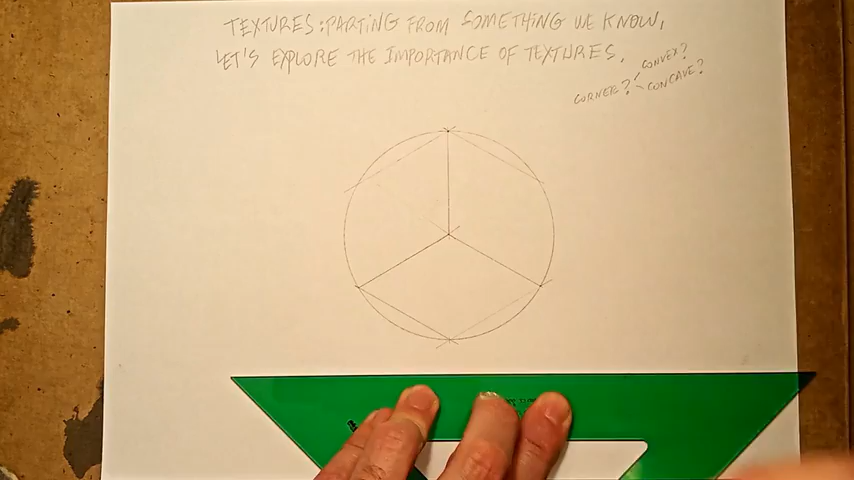 TEXTURES: PARTING FROM SOMETHING WE KNOW,
LET'S EXPLORE THE IMPORTANCE OF TEXTURES.
CONVEX?
CORNER? CONCAVE?